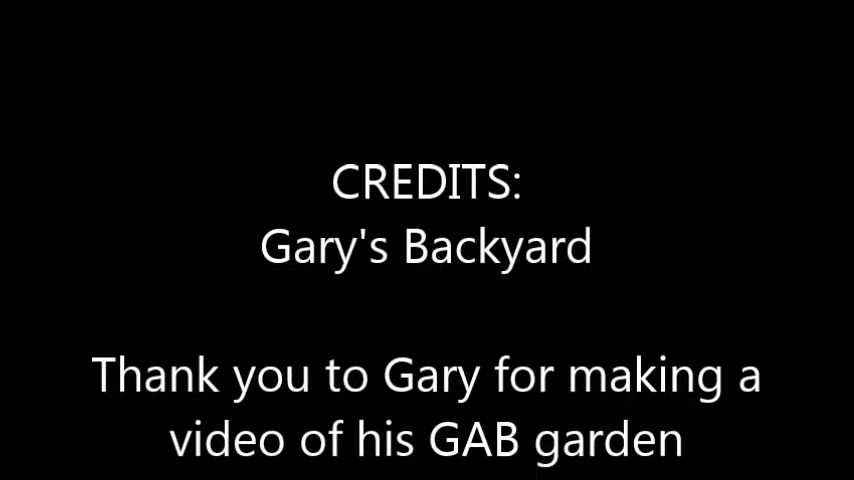 CREDITS:
Gary's Backyard
Thank you to Gary for making a
video of his GAB garden